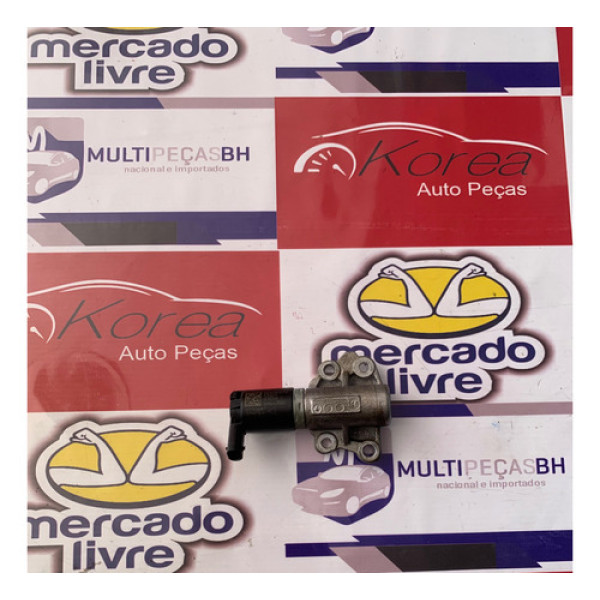 mercado
livre
MULTIPEÇASBH
nacional e importados
Korea
Auto Peças
Korea
Auto Peças
mercado
livre
MULTIPEÇASBH
nacional e importados
mercado
livre